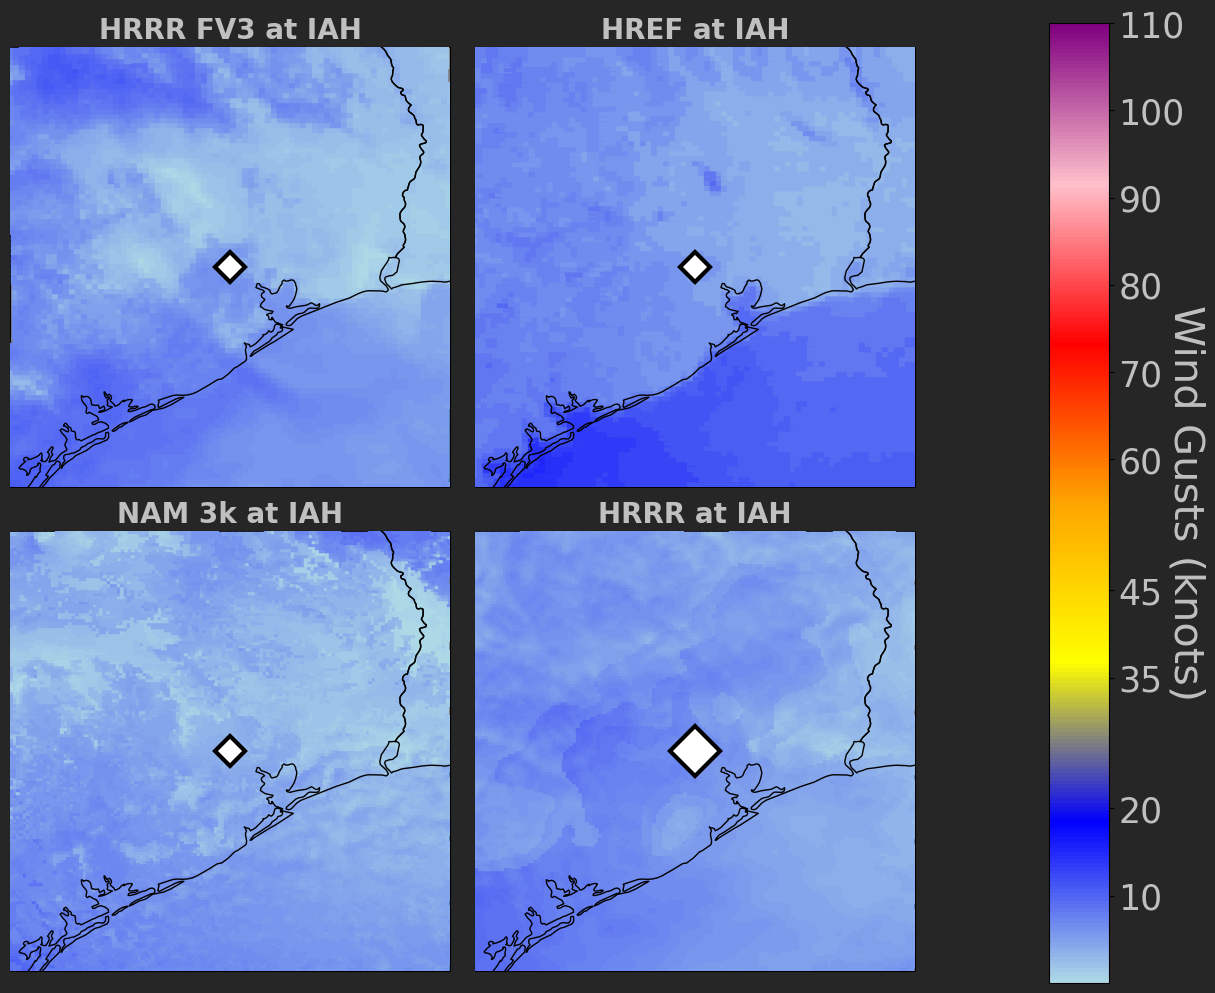 HRRR FV3 at IAH
HREF at IAH
NAM 3k at IAH
HRRR at IAH
110
100
90
80
70
60
45
35
20
10
Wind Gusts (knots)